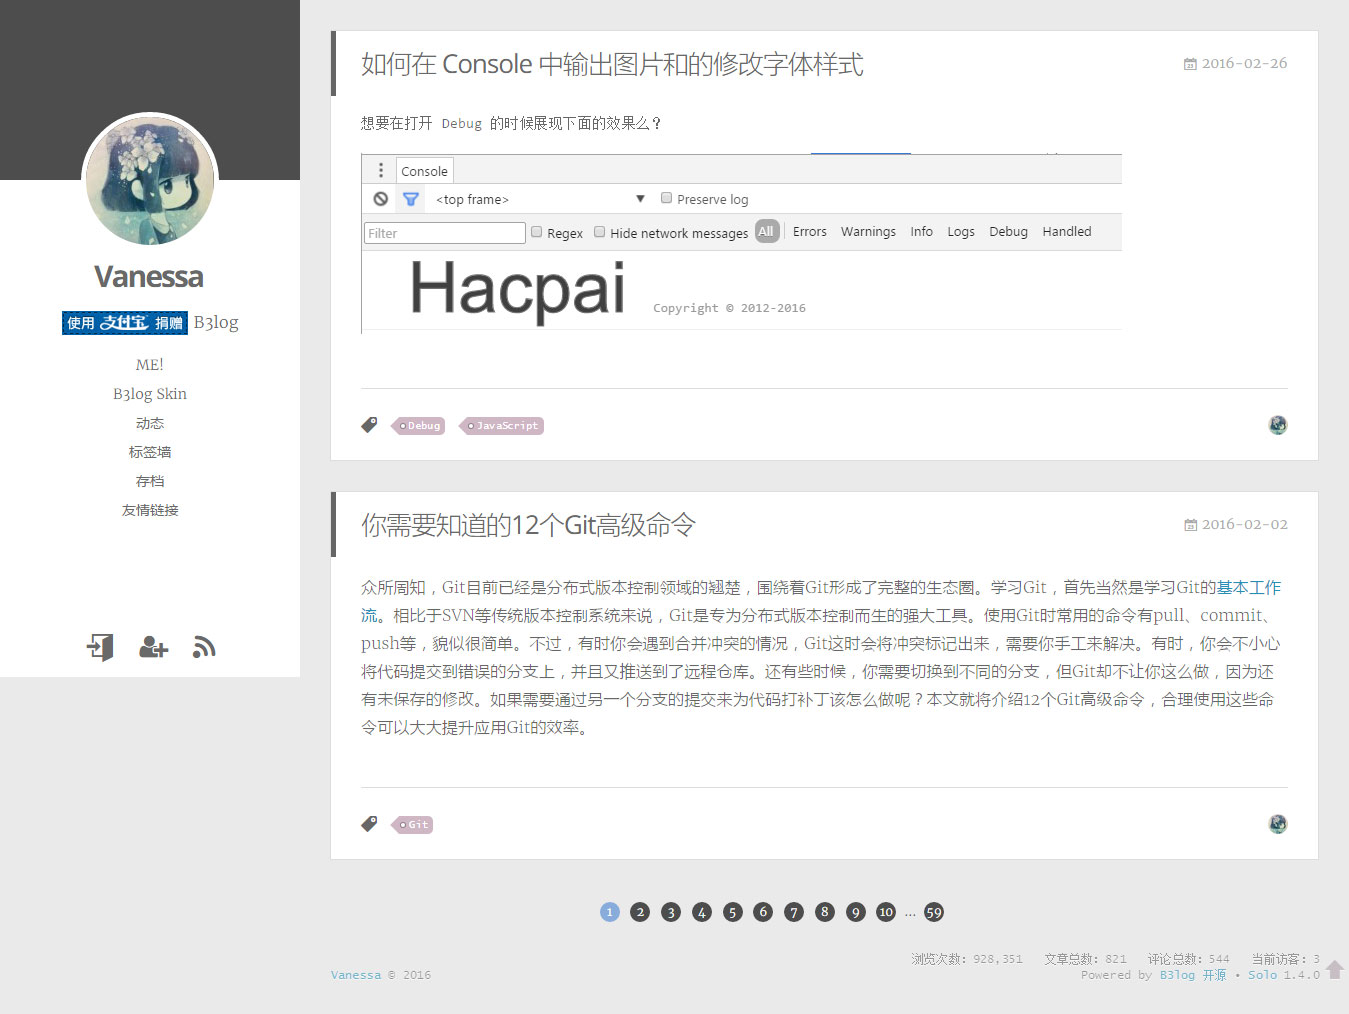 Vanessa
使用 支付宝 捐赠 B3log
ME!
B3log Skin
动态
标签墙
存档
友情链接
如何在 Console 中输出图片和的修改字体样式
2016-02-26
想要在打开 Debug 的时候展现下面的效果么？
Console
<top frame> Preserve log
Filter Regex Hide network messages All Errors Warnings Info Logs Debug Handled
Hacpai Copyright © 2012-2016
Debug JavaScript
你需要知道的12个Git高级命令
2016-02-02
众所周知，Git目前已经是分布式版本控制领域的翘楚，围绕着Git形成了完整的生态圈。学习Git，首先当然是学习Git的基本工作
流。相比于SVN等传统版本控制系统来说，Git是专为分布式版本控制而生的强大工具。使用Git时常用的命令有pull、commit、
push等，貌似很简单。不过，有时你会遇到合并冲突的情况，Git这时会将冲突标记出来，需要你手工来解决。有时，你会不小心
将代码提交到错误的分支上，并且又推送到了远程仓库。还有些时候，你需要切换到不同的分支，但Git却不让你这么做，因为还
有未保存的修改。如果需要通过另一个分支的提交来为代码打补丁该怎么做呢？本文就将介绍12个Git高级命令，合理使用这些命
令可以大大提升应用Git的效率。
Git
1 2 3 4 5 6 7 8 9 10 ... 59
浏览次数: 928,351 文章总数: 821 评论总数: 544 当前访客: 3
Vanessa © 2016
Powered by B3log 开源 • Solo 1.4.0